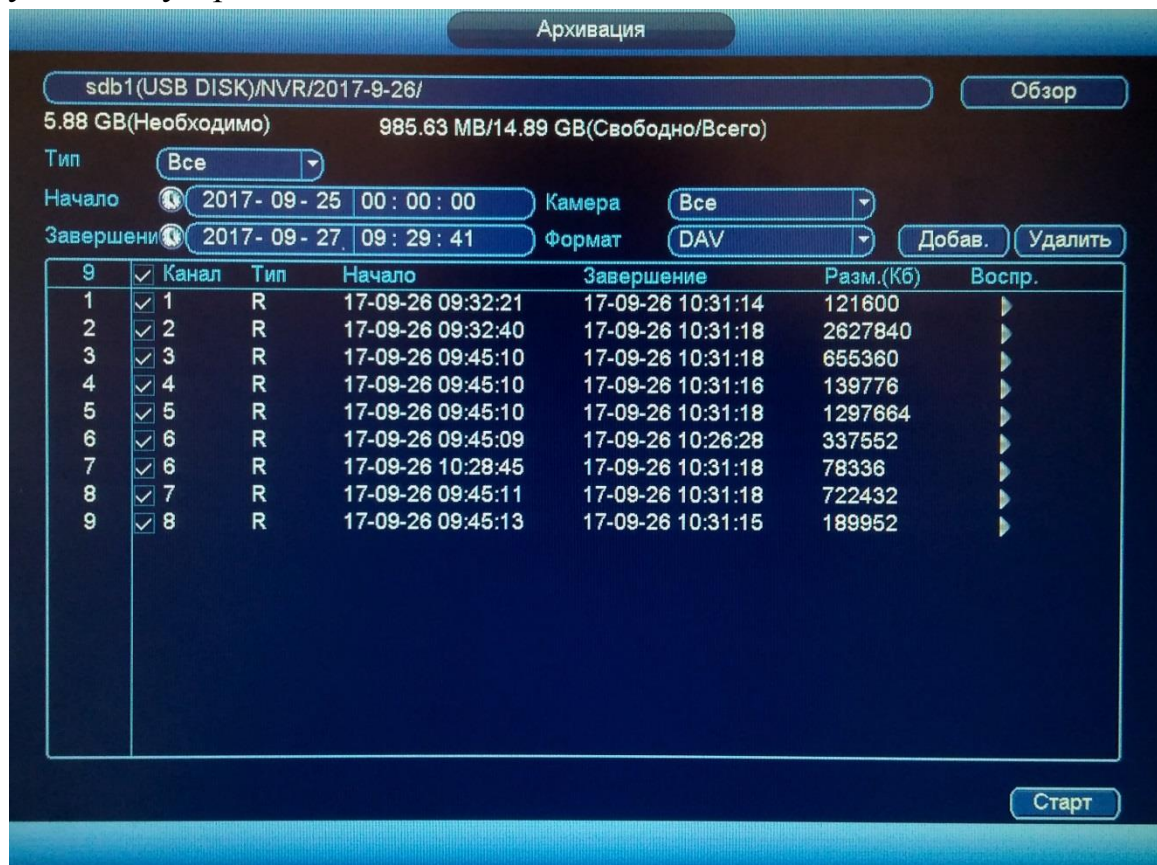 Архивация
sdb1(USB DISK)/NVR/2017-9-26/ Обзор
5.88 GB(Необходимо) 985.63 MB/14.89 GB(Свободно/Всего)
Тип Все
Начало 2017- 09- 25 00 : 00 : 00 Камера Все
Завершени 2017- 09- 27 09 : 29 : 41 Формат DAV Добав. Удалить
9 Канал Тип Начало Завершение Разм.(Кб) Воспр.
1 1 R 17-09-26 09:32:21 17-09-26 10:31:14 121600
2 2 R 17-09-26 09:32:40 17-09-26 10:31:18 2627840
3 3 R 17-09-26 09:45:10 17-09-26 10:31:18 655360
4 4 R 17-09-26 09:45:10 17-09-26 10:31:16 139776
5 5 R 17-09-26 09:45:10 17-09-26 10:31:18 1297664
6 6 R 17-09-26 09:45:09 17-09-26 10:26:28 337552
7 6 R 17-09-26 10:28:45 17-09-26 10:31:18 78336
8 7 R 17-09-26 09:45:11 17-09-26 10:31:18 722432
9 8 R 17-09-26 09:45:13 17-09-26 10:31:15 189952
Старт